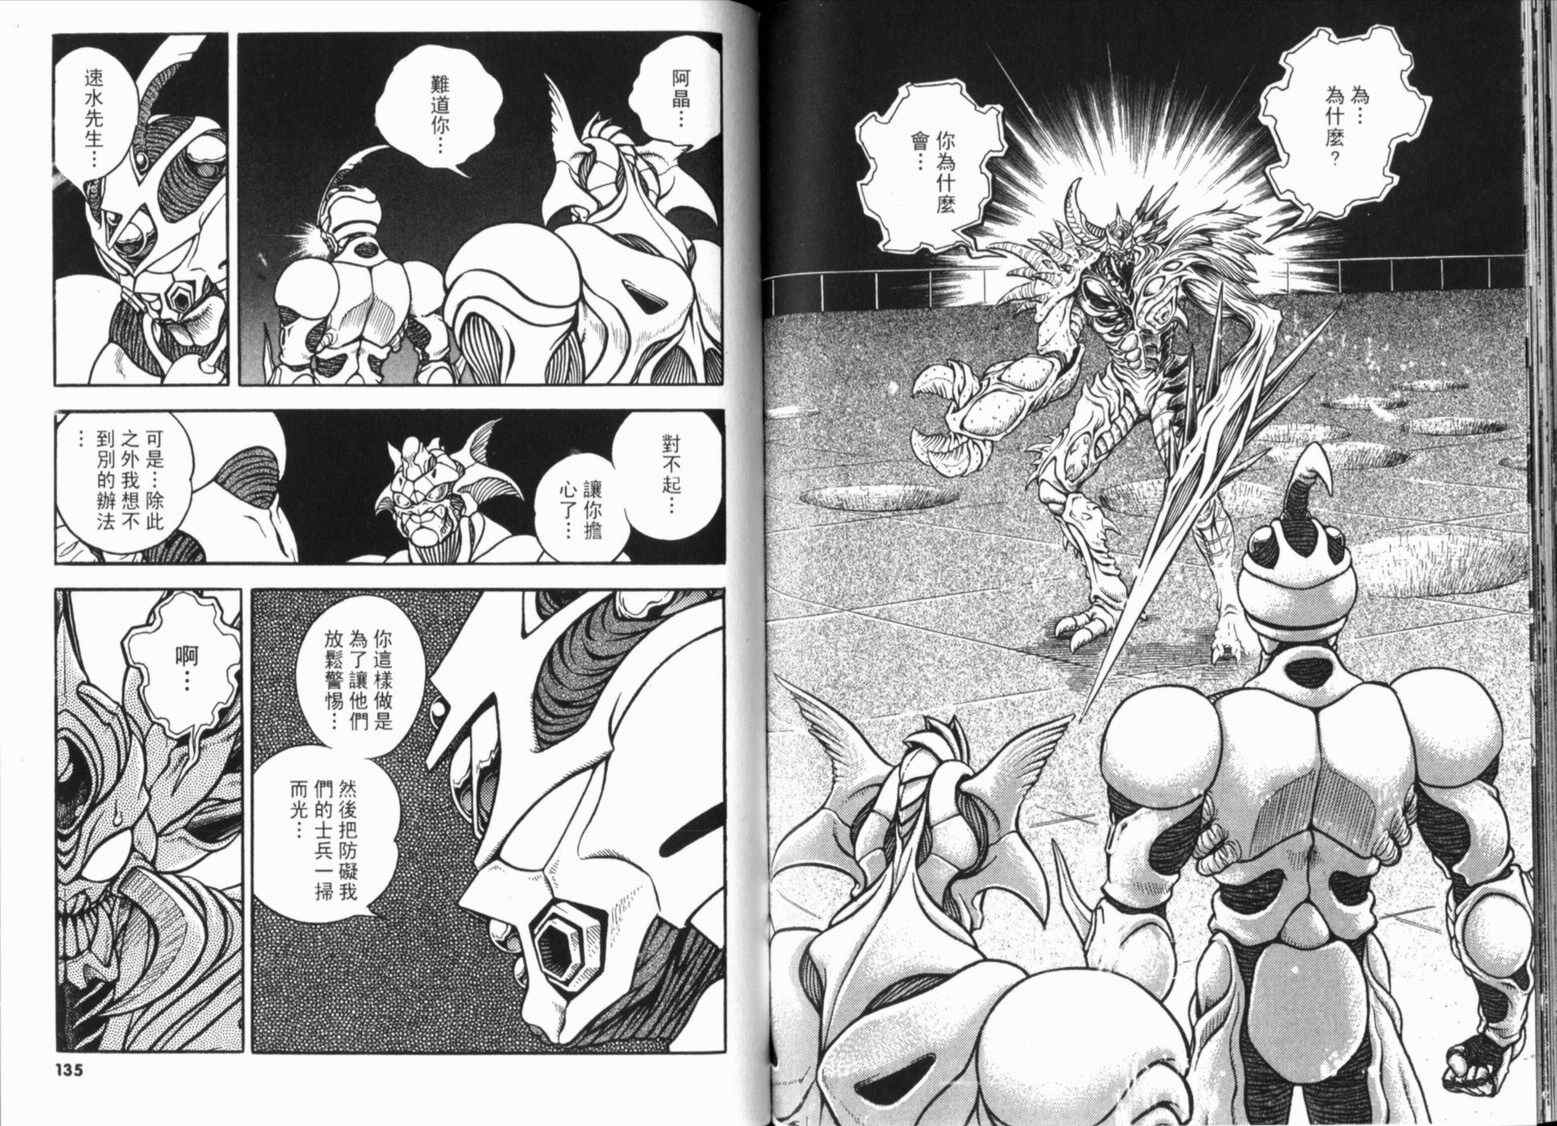 為…
為什麼?
你為什麼
會…
阿晶…
難道你…
速水先生…
對不起…
讓你擔
心了…
可是…除此
之外我想不
到別的辦法
…
你這樣做是
為了讓他們
放鬆警惕…
然後把防礙我
們的士兵一掃
而光…
啊…
135